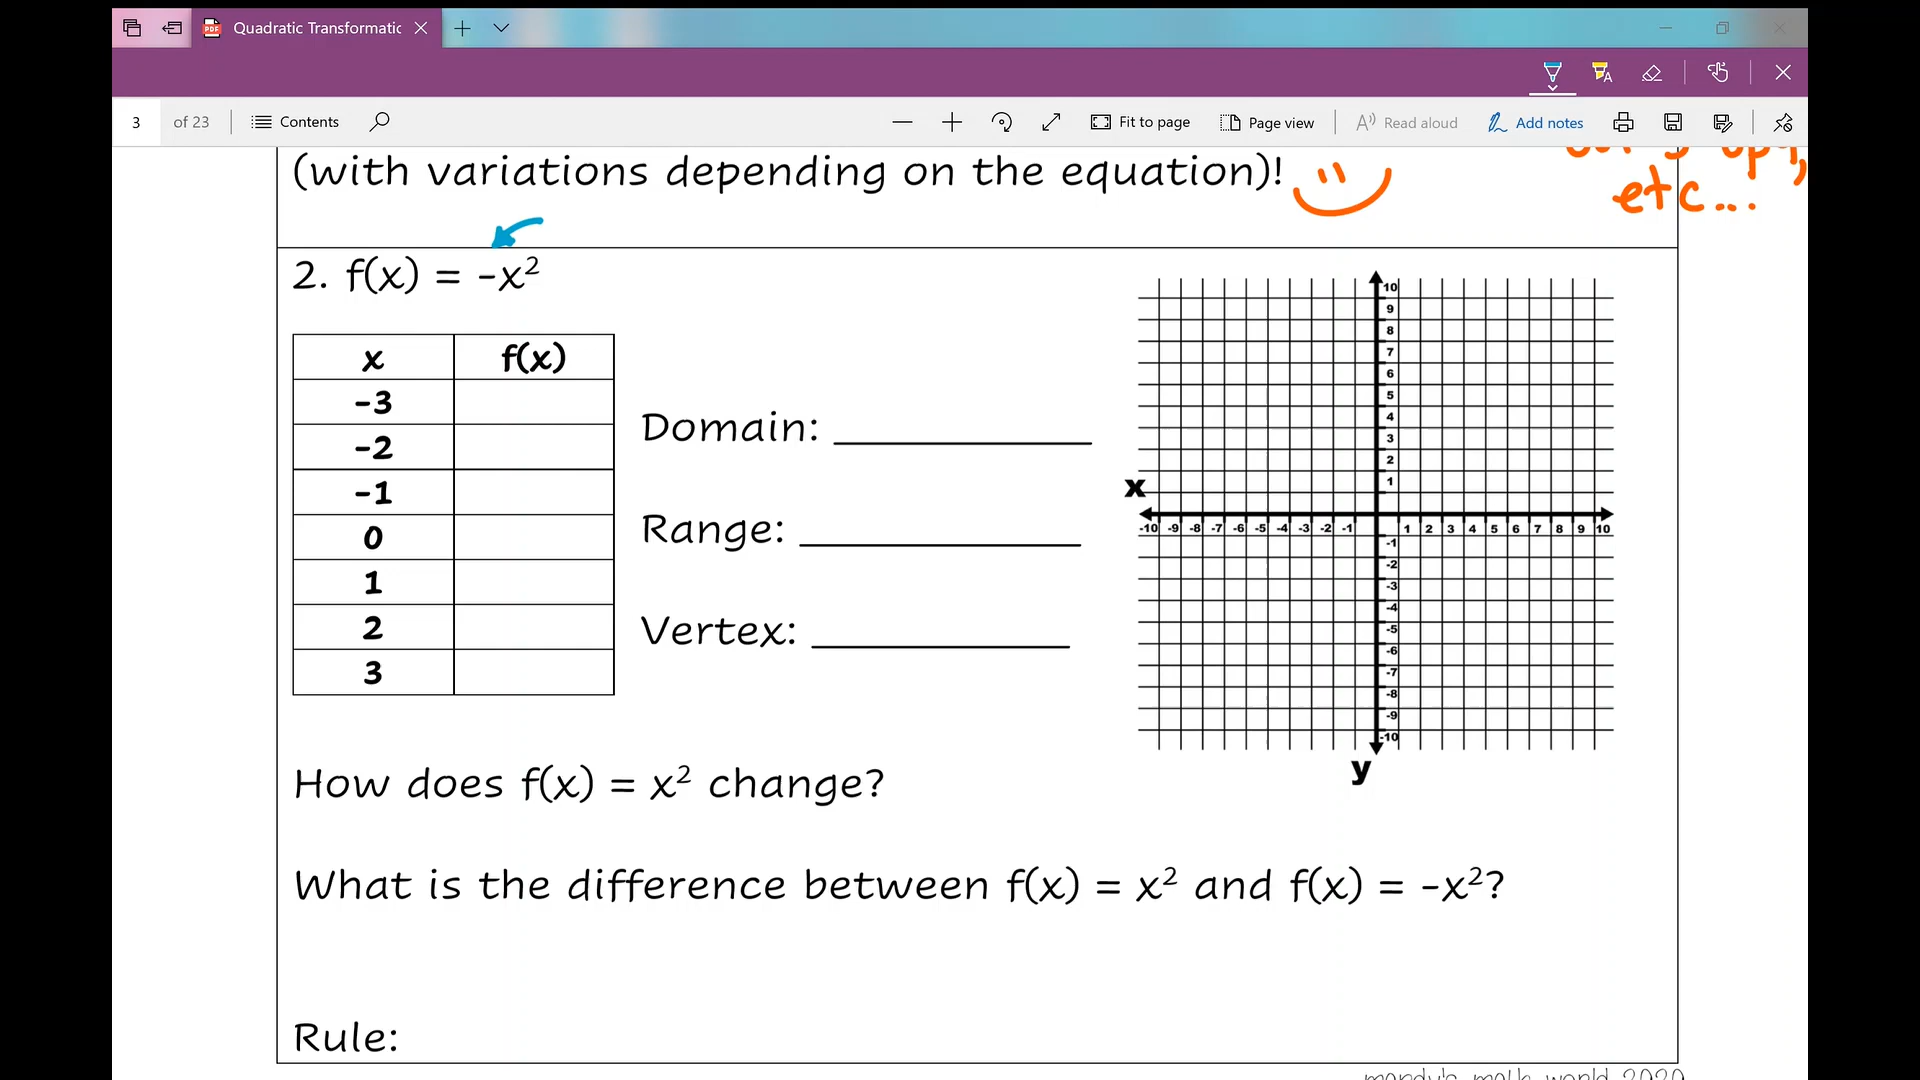 Quadratic Transformatic
3 of 23 Contents Fit to page Page view Read aloud Add notes
(with variations depending on the equation)!
etc...
2. f(x) = -x²
x f(x)
-3
-2
-1
0
1
2
3
Domain:
Range:
Vertex:
10
9
8
7
6
5
4
3
2
1
x
-10 -9 -8 -7 -6 -5 -4 -3 -2 -1 1 2 3 4 5 6 7 8 9 10
-1
-2
-3
-4
-5
-6
-7
-8
-9
-10
y
How does f(x) = x² change?
What is the difference between f(x) = x² and f(x) = -x²?
Rule:
mandy's math world 2020